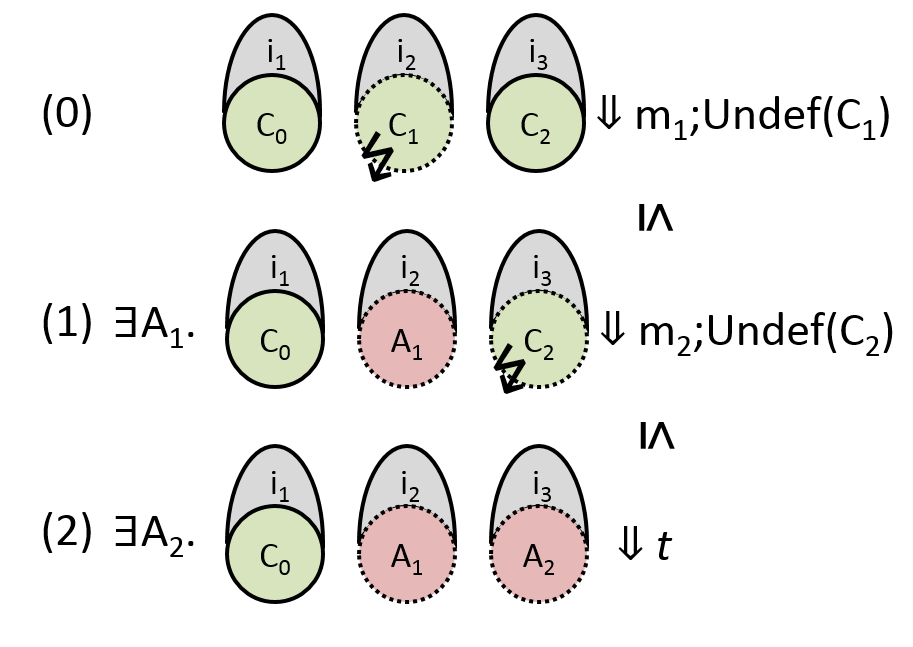 i₁ i₂ i₃
(0) C₀ C₁ C₂ ⇓ m₁;Undef(C₁)
≤
i₁ i₂ i₃
(1) ∃A₁. C₀ A₁ C₂ ⇓ m₂;Undef(C₂)
≤
i₁ i₂ i₃
(2) ∃A₂. C₀ A₁ A₂ ⇓ t